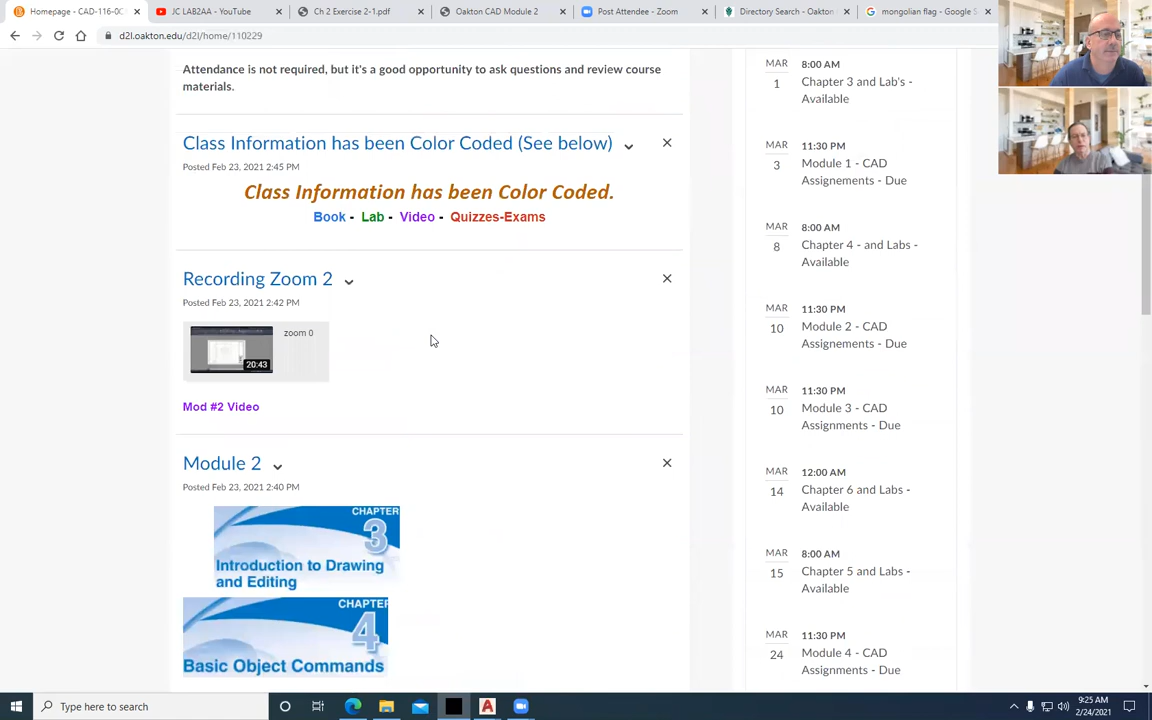 Homepage - CAD-116-0C
JC LAB2AA - YouTube
Ch 2 Exercise 2-1.pdf
Oakton CAD Module 2
Post Attendee - Zoom
Directory Search - Oakton
mongolian flag - Google S
d2l.oakton.edu/d2l/home/110229
Attendance is not required, but it's a good opportunity to ask questions and review course
materials.
Class Information has been Color Coded (See below)
Posted Feb 23, 2021 2:45 PM
Class Information has been Color Coded.
Book - Lab - Video - Quizzes-Exams
Recording Zoom 2
Posted Feb 23, 2021 2:42 PM
zoom 0
20:43
Mod #2 Video
Module 2
Posted Feb 23, 2021 2:40 PM
CHAPTER
3
Introduction to Drawing
and Editing
CHAPTER
4
Basic Object Commands
MAR
1
8:00 AM
Chapter 3 and Lab's -
Available
MAR
3
11:30 PM
Module 1 - CAD
Assignements - Due
MAR
8
8:00 AM
Chapter 4 - and Labs -
Available
MAR
10
11:30 PM
Module 2 - CAD
Assignements - Due
MAR
10
11:30 PM
Module 3 - CAD
Assignments - Due
MAR
14
12:00 AM
Chapter 6 and Labs -
Available
MAR
15
8:00 AM
Chapter 5 and Labs -
Available
MAR
24
11:30 PM
Module 4 - CAD
Assignments - Due
Type here to search
9:25 AM
2/24/2021